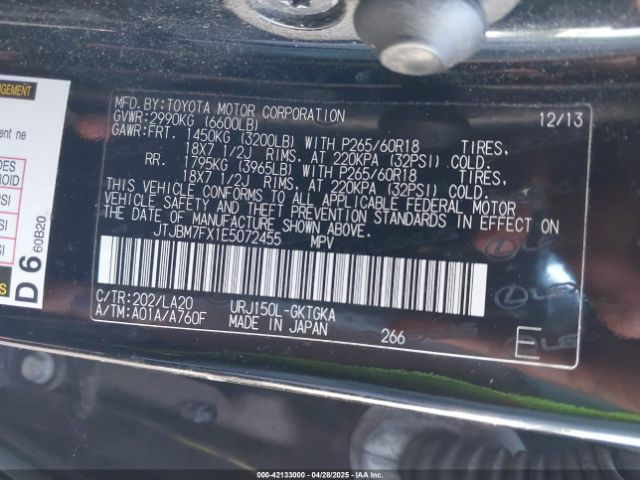 MFD. BY: TOYOTA MOTOR CORPORATION 12/13
GVWR: 2990KG (6600LB)
GAWR: FRT. 1450KG (3200LB) WITH P265/60R18 TIRES,
18X7 1/2J RIMS, AT 220KPA (32PSI) COLD.
RR. 1795KG (3965LB) WITH P265/60R18 TIRES,
18X7 1/2J RIMS, AT 220KPA (32PSI) COLD.
THIS VEHICLE CONFORMS TO ALL APPLICABLE FEDERAL MOTOR
VEHICLE SAFETY, BUMPER, AND THEFT PREVENTION STANDARDS IN EFFECT ON
THE DATE OF MANUFACTURE SHOWN ABOVE.
JTJBM7FX1E5072455 MPV
C/TR: 202/LA20 URJ150L-GKTGKA
A/TM: A01A/A760F MADE IN JAPAN 266 E
D6
60B20
000-42133000 04/28/2025 COPYRIGHT IAA, LLC.